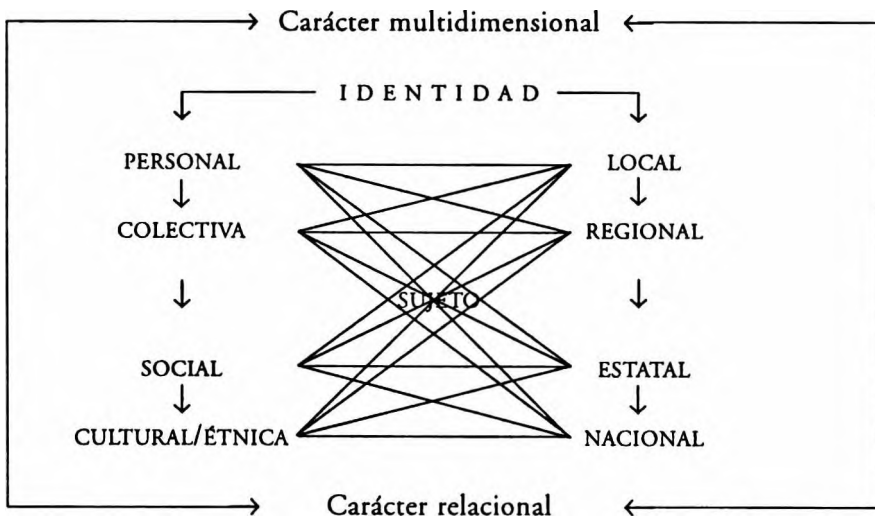 Carácter multidimensional
IDENTIDAD
PERSONAL LOCAL
COLECTIVA REGIONAL
SUJETO
SOCIAL ESTATAL
CULTURAL/ÉTNICA NACIONAL
Carácter relacional